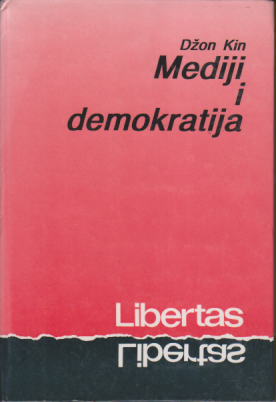 Džon Kin
Mediji
i
demokratija
Libertas
Libertas